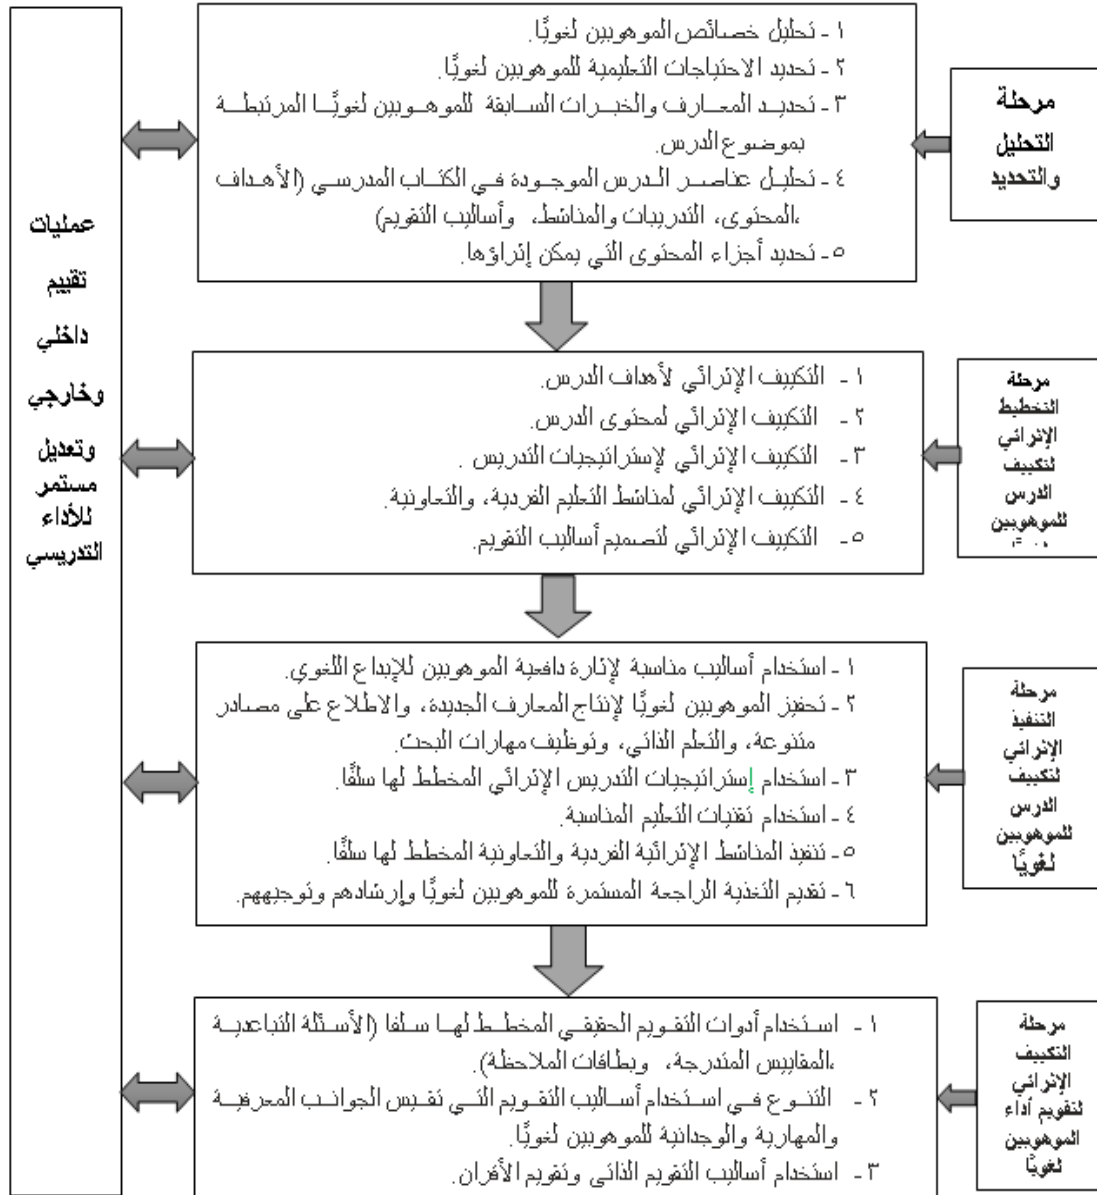 مرحلة
التحليل
والتحديد
١ - تحليل خصائص الموهوبين لغويًّا.
٢ - تحديد الاحتياجات التعليمية للموهوبين لغويًّا.
٣ - تحديد المعارف والخبرات السابقة للموهوبين لغويًّا المرتبطة
بموضوع الدرس.
٤ - تحليل عناصر الدرس الموجودة في الكتاب المدرسي (الأهداف
،المحتوى، التدريبات والمناشط، وأساليب التقويم)
٥ - تحديد أجزاء المحتوى التي يمكن إثراؤها.
مرحلة
التخطيط
الإثرائي
لتكييف
الدرس
للموهوبين
١ - التكييف الإثرائي لأهداف الدرس.
٢ - التكييف الإثرائي لمحتوى الدرس.
٣ - التكييف الإثرائي لإستراتيجيات التدريس .
٤ - التكييف الإثرائي لمناشط التعليم الفردية، والتعاونية.
٥ - التكييف الإثرائي لتصميم أساليب التقويم.
مرحلة
التنفيذ
الإثرائي
لتكييف
الدرس
للموهوبين
لغويًّا
١ - استخدام أساليب مناسبة لإثارة دافعية الموهوبين للإبداع اللغوي.
٢ - تحفيز الموهوبين لغويًّا لإنتاج المعارف الجديدة، والاطلاع على مصادر
متنوعة، والتعلم الذاتي، وتوظيف مهارات البحث.
٣ - استخدام إستراتيجيات التدريس الإثرائي المخطط لها سلفًا.
٤ - استخدام تقنيات التعليم المناسبة.
٥ - تنفيذ المناشط الإثرائية الفردية والتعاونية المخطط لها سلفًا.
٦ - تقديم التغذية الراجعة المستمرة للموهوبين لغويًّا وإرشادهم وتوجيههم.
مرحلة
التكييف
الإثرائي
لتقويم أداء
الموهوبين
لغويًّا
١ - استخدام أدوات التقويم الحقيقي المخطط لها سلفا (الأسئلة التباعدية
،المقاييس المتدرجة، وبطاقات الملاحظة).
٢ - التنوع في استخدام أساليب التقويم التي تقيس الجوانب المعرفية
والمهارية والوجدانية للموهوبين لغويًّا.
٣ - استخدام أساليب التقويم الذاتي وتقويم الأقران.
عمليات
تقييم
داخلي
وخارجي
وتعديل
مستمر
للأداء
التدريسي